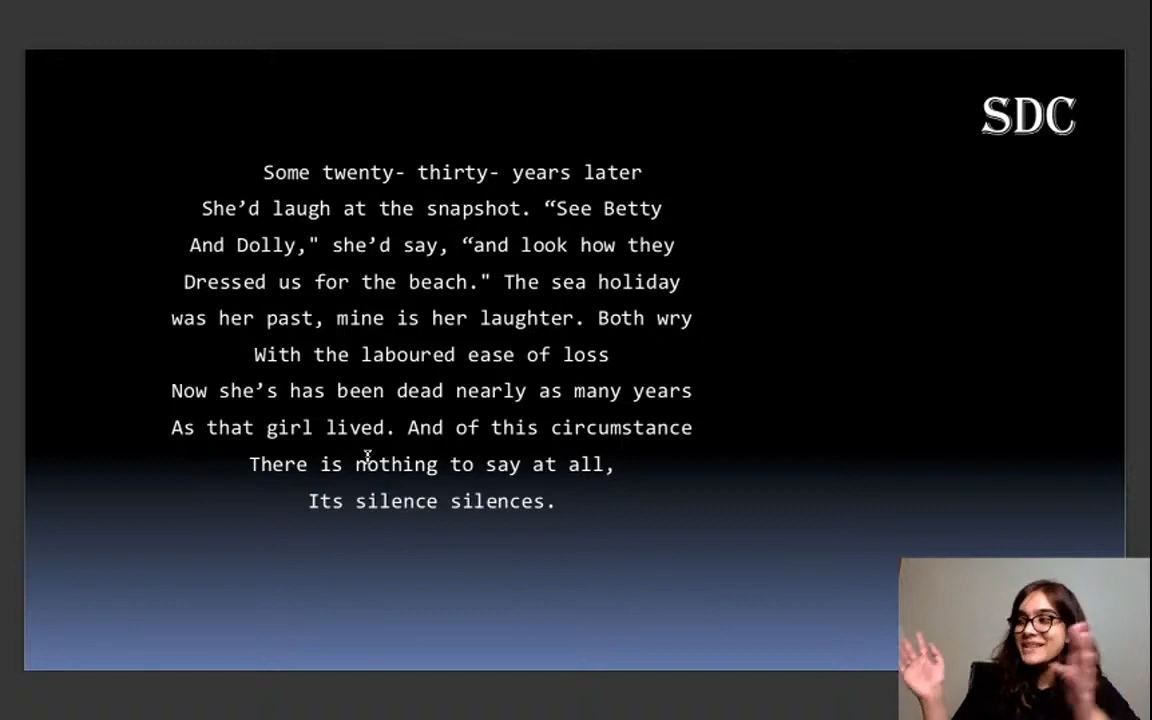 SDC
Some twenty- thirty- years later
She’d laugh at the snapshot. “See Betty
And Dolly," she’d say, “and look how they
Dressed us for the beach." The sea holiday
was her past, mine is her laughter. Both wry
With the laboured ease of loss
Now she’s has been dead nearly as many years
As that girl lived. And of this circumstance
There is nothing to say at all,
Its silence silences.